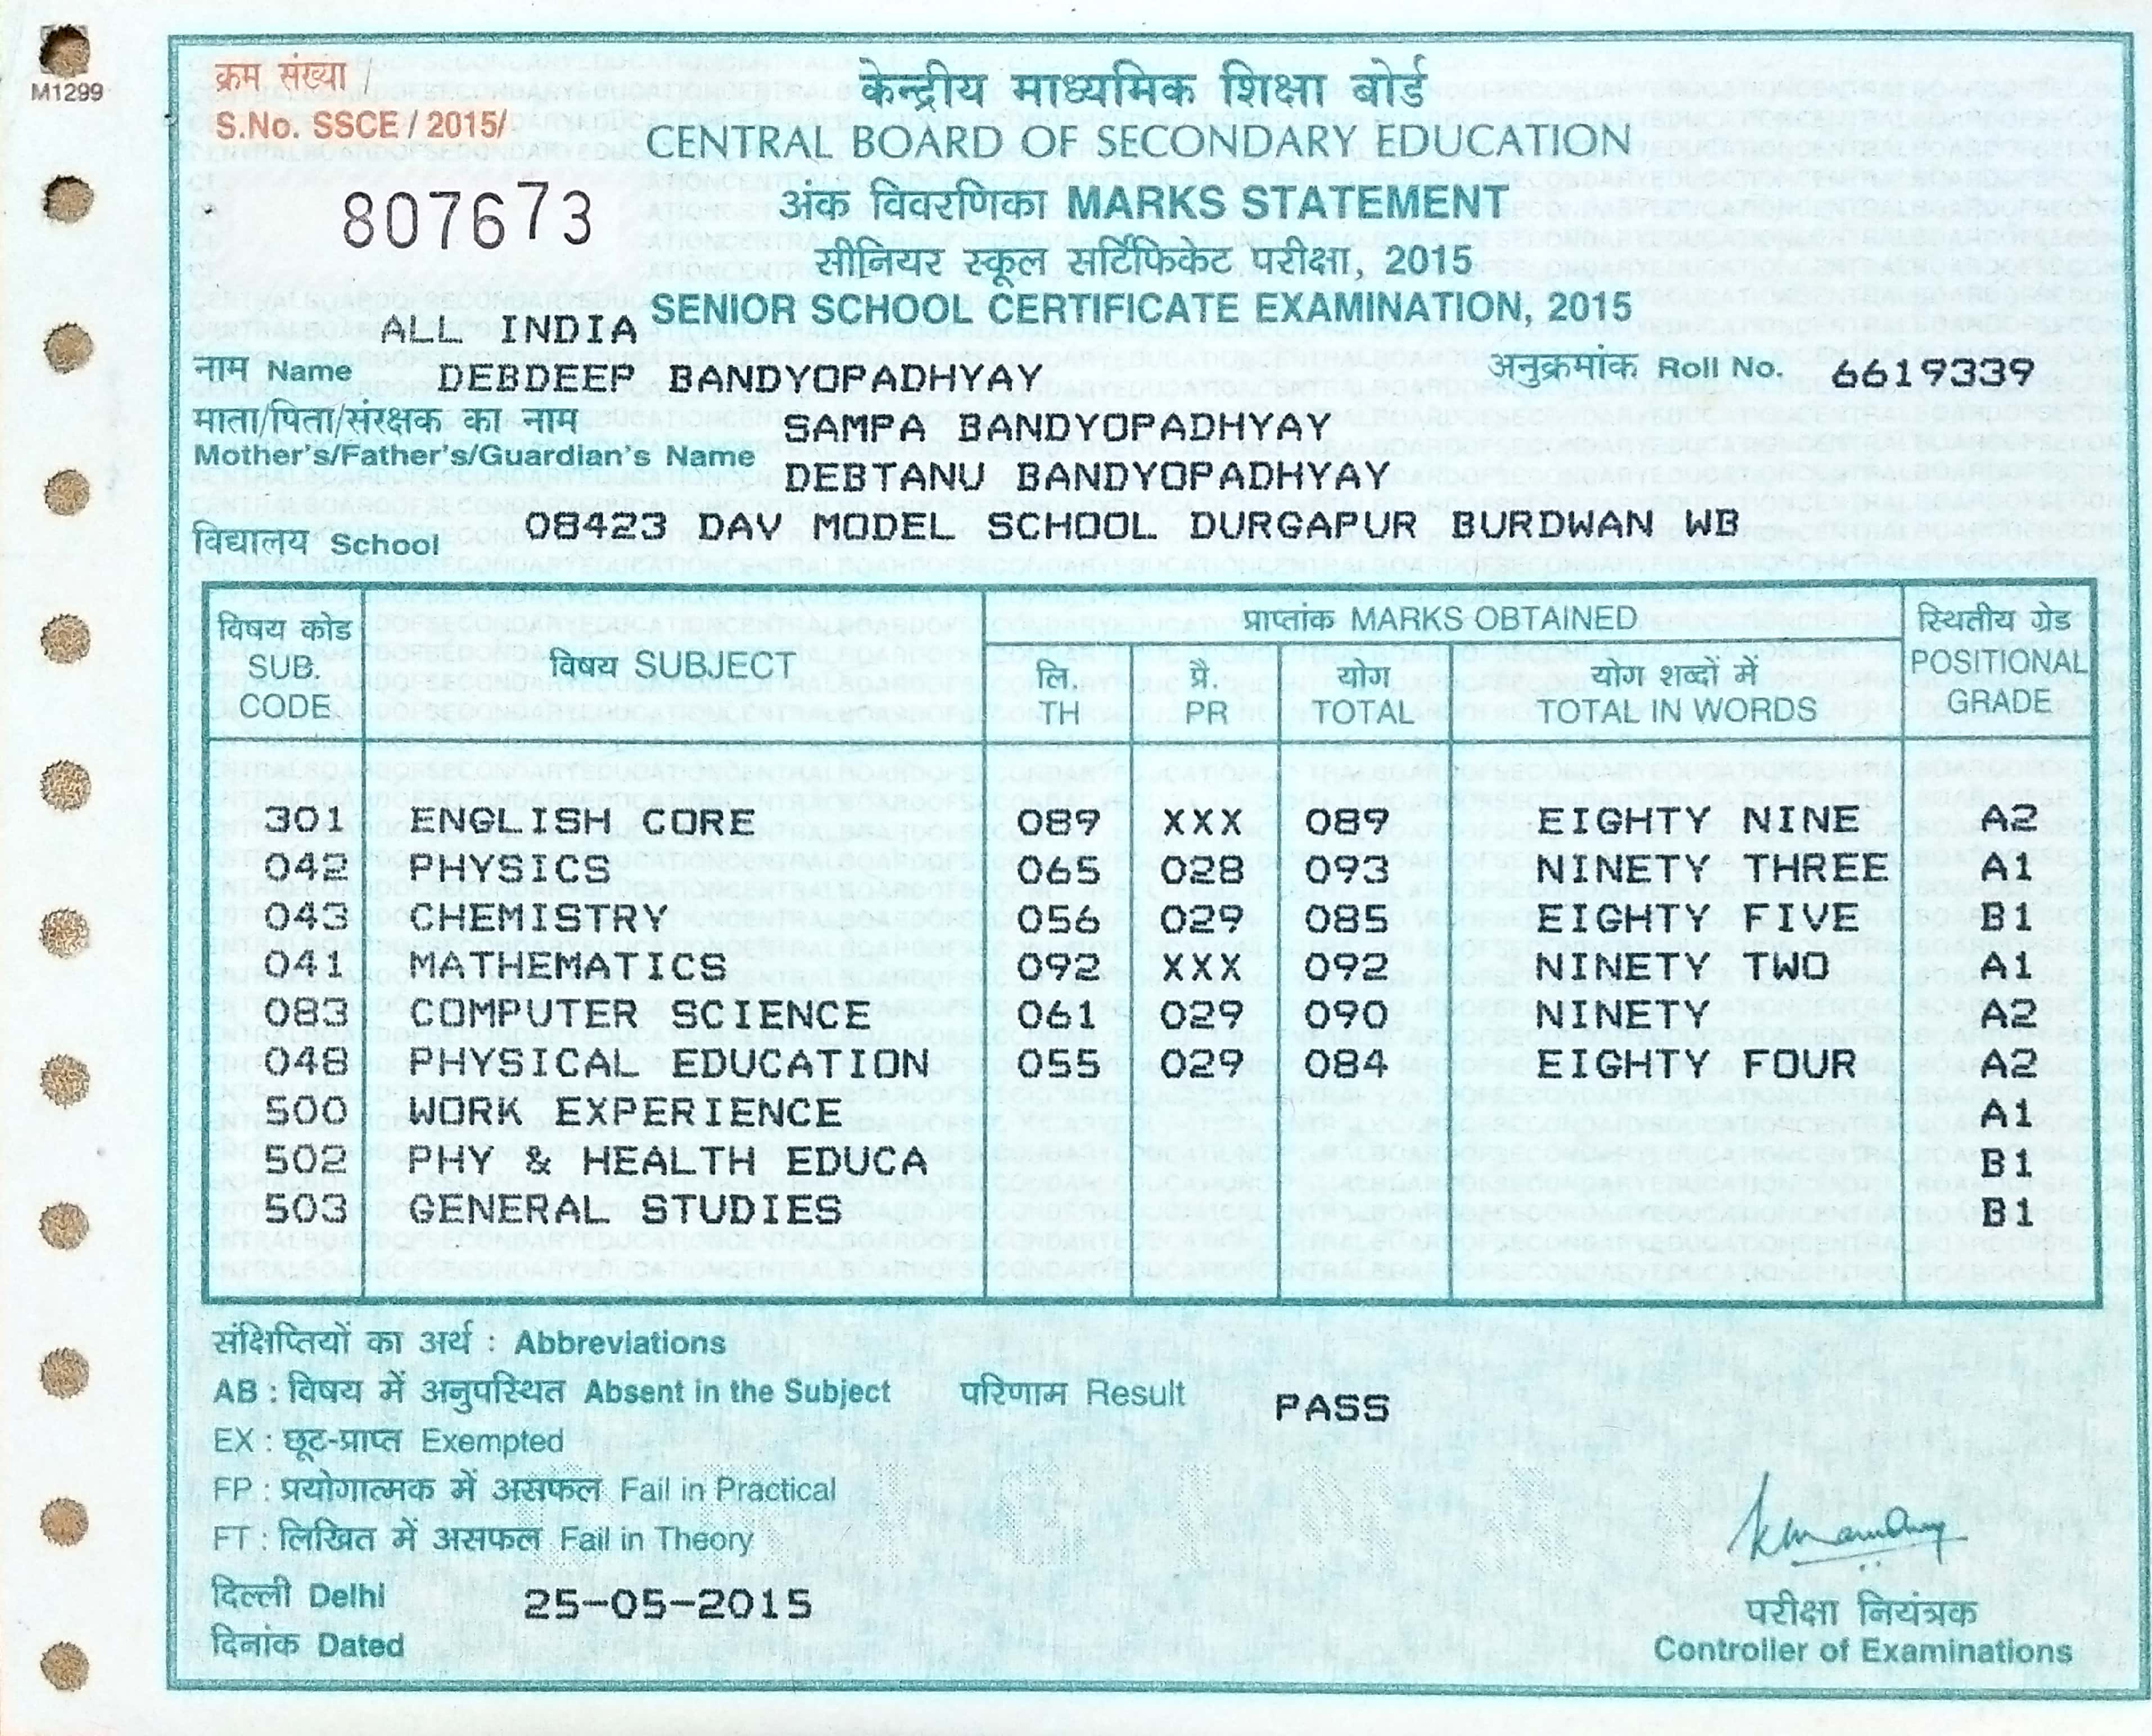 M1299
क्रम संख्या /
S.No. SSCE / 2015/
807673
केन्द्रीय माध्यमिक शिक्षा बोर्ड
CENTRAL BOARD OF SECONDARY EDUCATION
अंक विवरणिका MARKS STATEMENT
सीनियर स्कूल सर्टिफिकेट परीक्षा, 2015
SENIOR SCHOOL CERTIFICATE EXAMINATION, 2015
ALL INDIA
नाम Name DEBDEEP BANDYOPADHYAY अनुक्रमांक Roll No. 6619339
माता/पिता/संरक्षक का नाम SAMPA BANDYOPADHYAY
Mother's/Father's/Guardian's Name DEBTANU BANDYOPADHYAY
विद्यालय School 08423 DAV MODEL SCHOOL DURGAPUR BURDWAN WB
विषय कोड SUB. CODE विषय SUBJECT प्राप्तांक MARKS OBTAINED स्थितीय ग्रेड POSITIONAL GRADE
लि. TH प्रै. PR योग TOTAL योग शब्दों में TOTAL IN WORDS
301 ENGLISH CORE 089 XXX 089 EIGHTY NINE A2
042 PHYSICS 065 028 093 NINETY THREE A1
043 CHEMISTRY 056 029 085 EIGHTY FIVE B1
041 MATHEMATICS 092 XXX 092 NINETY TWO A1
083 COMPUTER SCIENCE 061 029 090 NINETY A2
048 PHYSICAL EDUCATION 055 029 084 EIGHTY FOUR A2
500 WORK EXPERIENCE A1
502 PHY & HEALTH EDUCA B1
503 GENERAL STUDIES B1
संक्षिप्तियों का अर्थ : Abbreviations
AB : विषय में अनुपस्थित Absent in the Subject परिणाम Result PASS
EX : छूट-प्राप्त Exempted
FP : प्रयोगात्मक में असफल Fail in Practical
FT : लिखित में असफल Fail in Theory
दिल्ली Delhi 25-05-2015
दिनांक Dated
परीक्षा नियंत्रक
Controller of Examinations